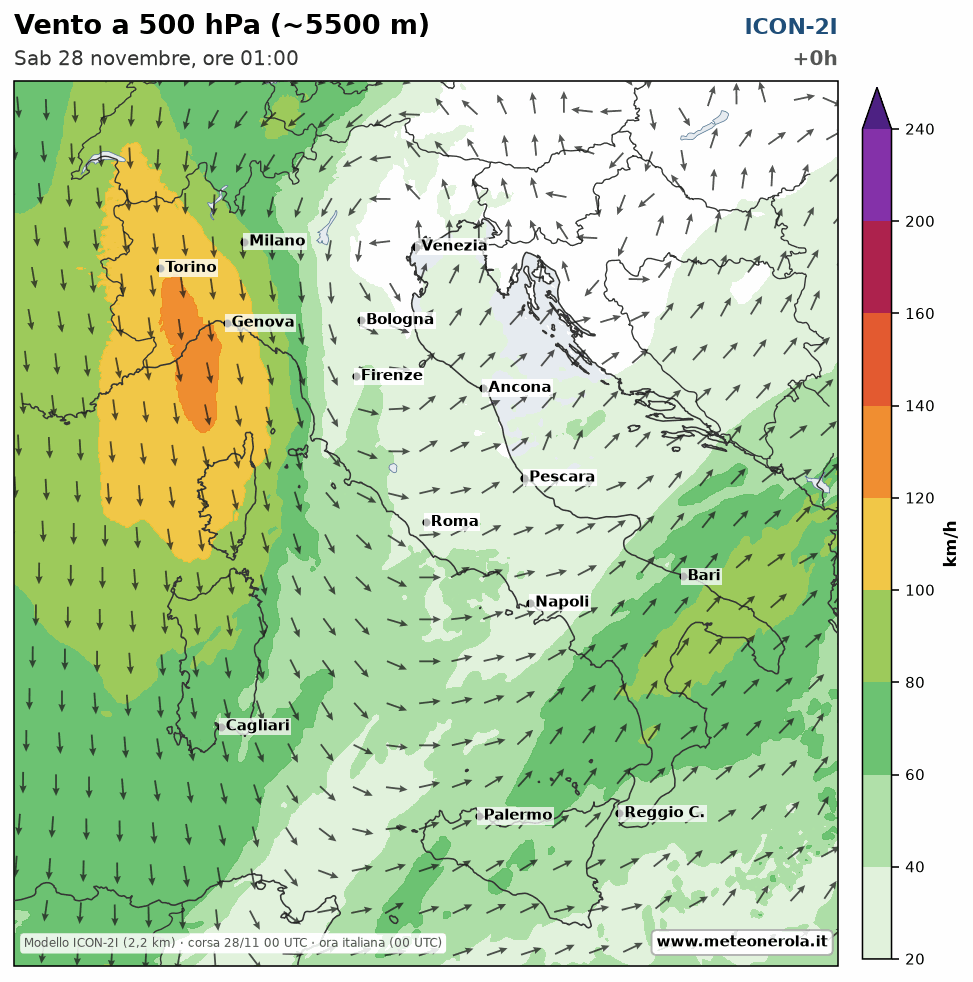 Vento a 500 hPa (~5500 m)
ICON-2I
Sab 28 novembre, ore 01:00
+0h
Milano
Venezia
Torino
Genova
Bologna
Firenze
Ancona
Pescara
Roma
Bari
Napoli
Cagliari
Palermo
Reggio C.
240
200
160
140
120
100
80
60
40
20
km/h
Modello ICON-2I (2,2 km) · corsa 28/11 00 UTC · ora italiana (00 UTC)
www.meteonerola.it